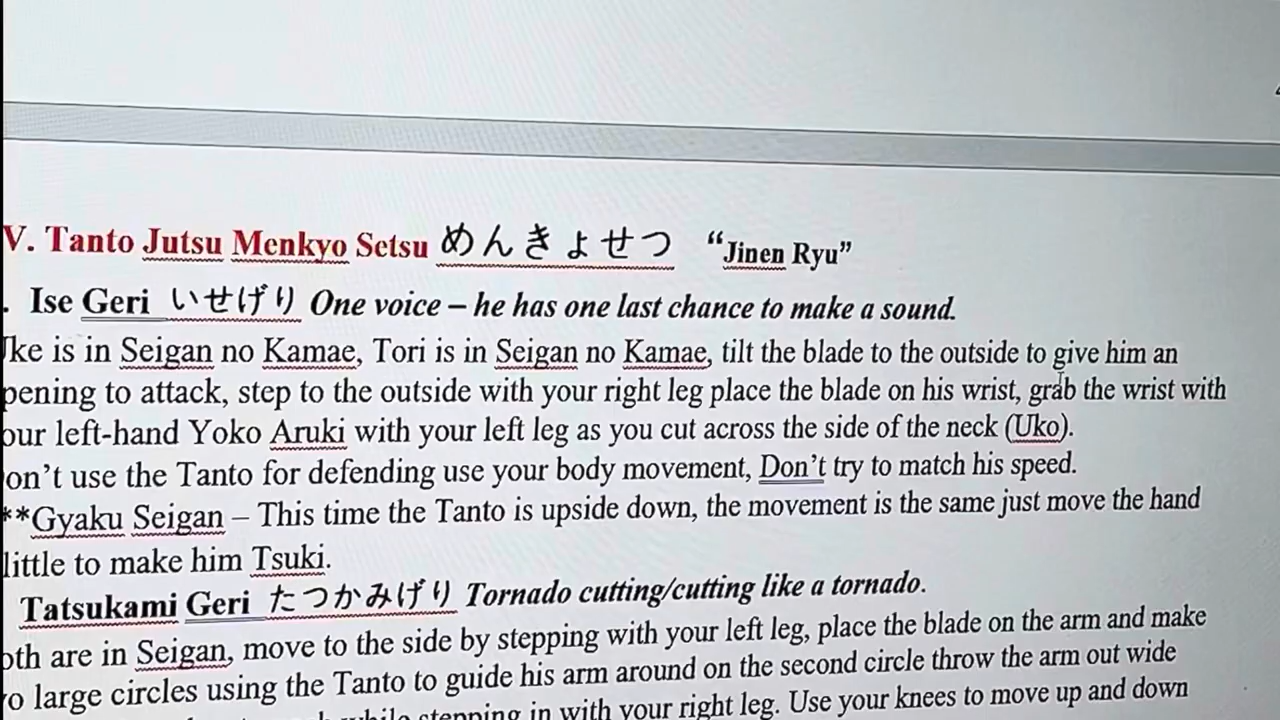 V. Tanto Jutsu Menkyo Setsu めんきょせつ “Jinen Ryu”
. Ise Geri いせげり One voice – he has one last chance to make a sound.
ke is in Seigan no Kamae, Tori is in Seigan no Kamae, tilt the blade to the outside to give him an
pening to attack, step to the outside with your right leg place the blade on his wrist, grab the wrist with
our left-hand Yoko Aruki with your left leg as you cut across the side of the neck (Uko).
on’t use the Tanto for defending use your body movement, Don’t try to match his speed.
**Gyaku Seigan – This time the Tanto is upside down, the movement is the same just move the hand
little to make him Tsuki.
Tatsukami Geri たつかみげり Tornado cutting/cutting like a tornado.
oth are in Seigan, move to the side by stepping with your left leg, place the blade on the arm and make
o large circles using the Tanto to guide his arm around on the second circle throw the arm out wide
while stepping in with your right leg. Use your knees to move up and down